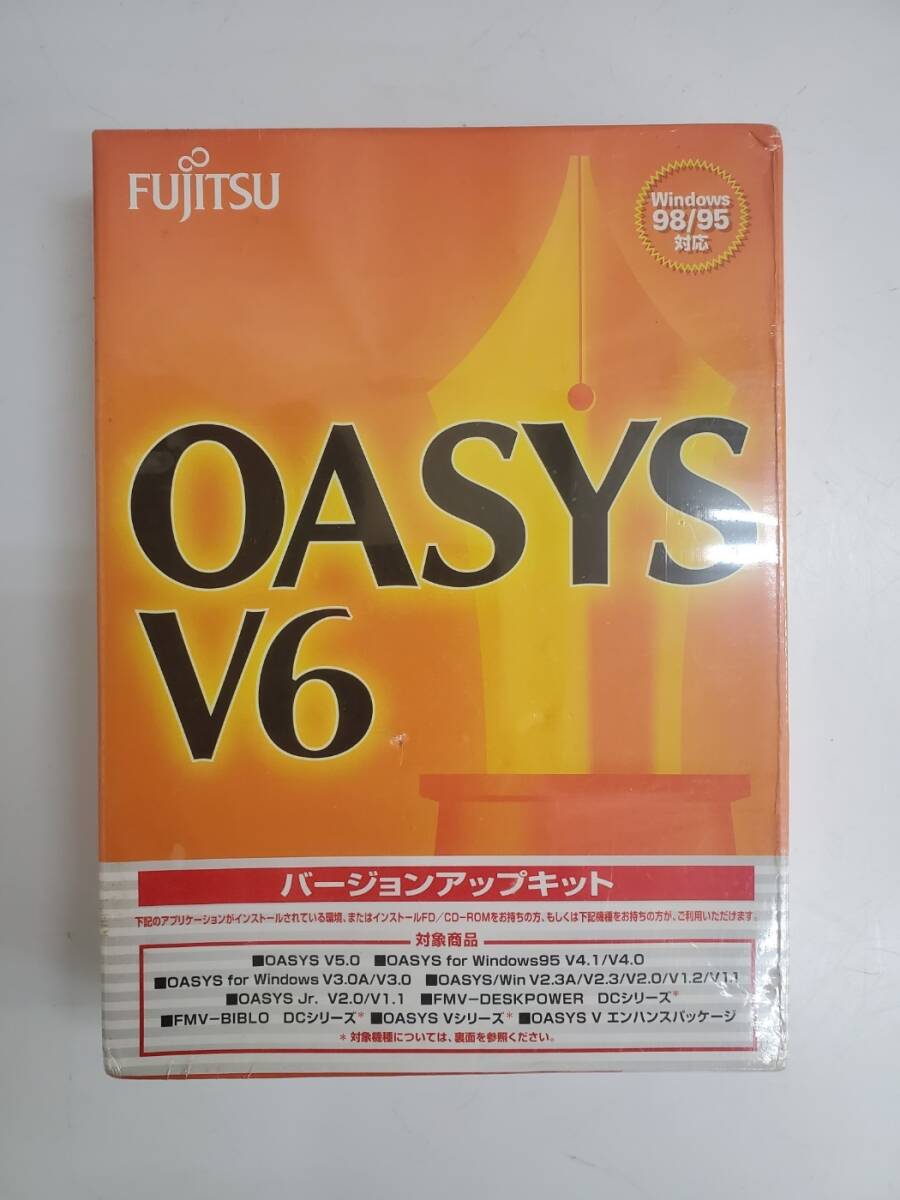 FUJITSU
Windows
98/95
対応
OASYS
V6
バージョンアップキット
下記のアプリケーションがインストールされている環境、またはインストールFD／CD-ROMをお持ちの方、もしくは下記機種をお持ちの方が、ご利用いただけます。
対象商品
■OASYS V5.0 ■OASYS for Windows95 V4.1/V4.0
■OASYS for Windows V3.0A/V3.0 ■OASYS/Win V2.3A/V2.3/V2.0/V1.2/V1.1
■OASYS Jr. V2.0/V1.1 ■FMV-DESKPOWER DCシリーズ*
■FMV-BIBLO DCシリーズ* ■OASYS Vシリーズ* ■OASYS V エンハンスパッケージ
* 対象機種については、裏面を参照ください。